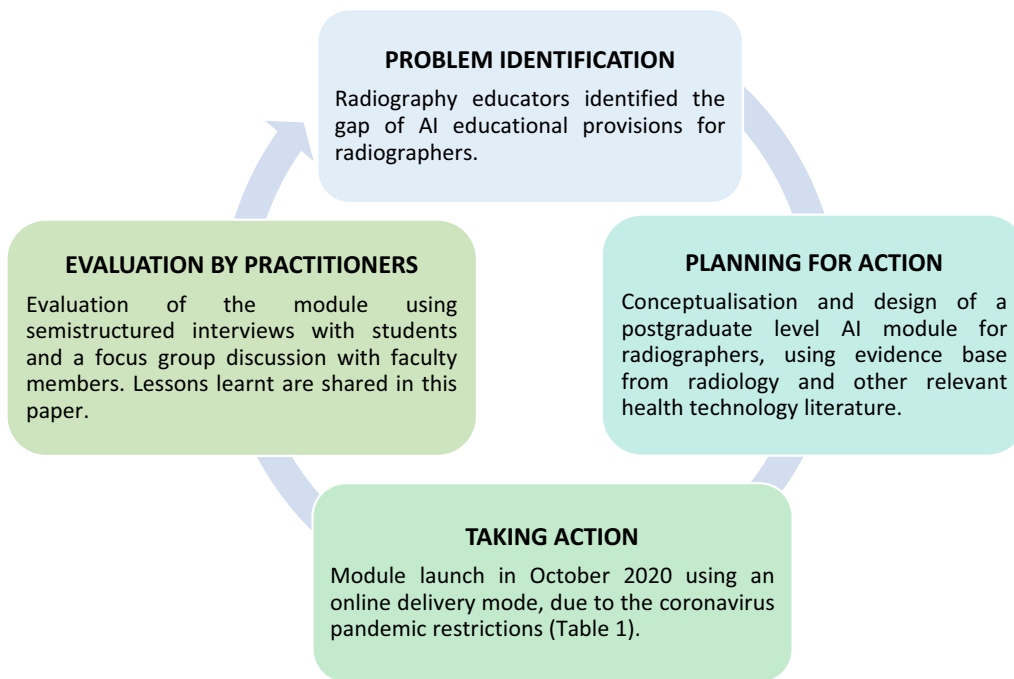 PROBLEM IDENTIFICATION
Radiography educators identified the
gap of AI educational provisions for
radiographers.
PLANNING FOR ACTION
Conceptualisation and design of a
postgraduate level AI module for
radiographers, using evidence base
from radiology and other relevant
health technology literature.
TAKING ACTION
Module launch in October 2020 using an
online delivery mode, due to the coronavirus
pandemic restrictions (Table 1).
EVALUATION BY PRACTITIONERS
Evaluation of the module using
semistructured interviews with students
and a focus group discussion with faculty
members. Lessons learnt are shared in this
paper.